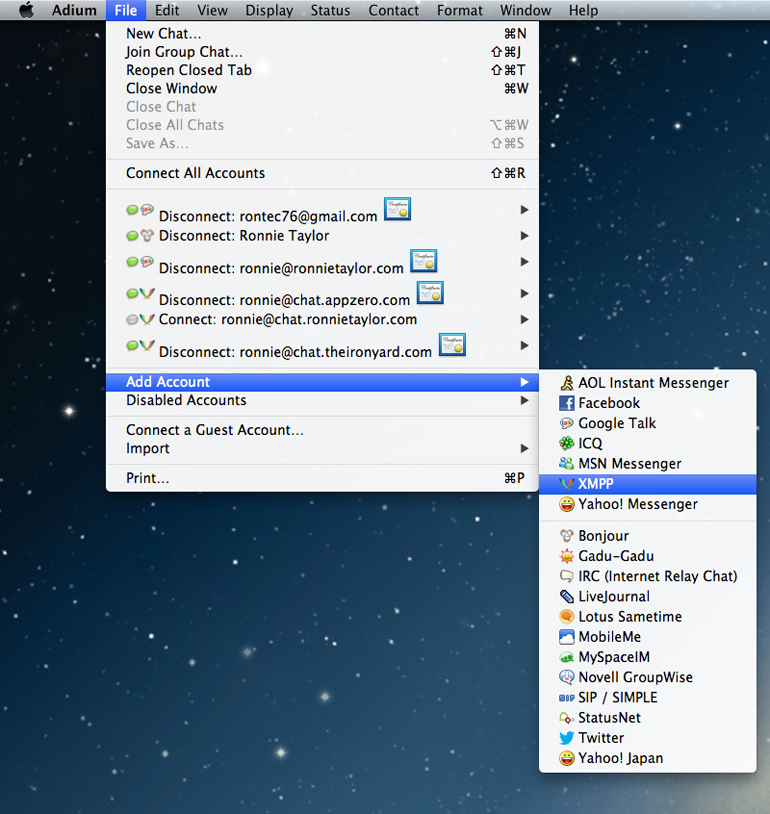 Adium File Edit View Display Status Contact Format Window Help
New Chat... ⌘N
Join Group Chat... ⇧⌘J
Reopen Closed Tab ⇧⌘T
Close Window ⌘W
Close Chat
Close All Chats ⌥⌘W
Save As... ⇧⌘S
Connect All Accounts ⇧⌘R
Disconnect: rontec76@gmail.com
Disconnect: Ronnie Taylor
Disconnect: ronnie@ronnietaylor.com
Disconnect: ronnie@chat.appzero.com
Connect: ronnie@chat.ronnietaylor.com
Disconnect: ronnie@chat.theironyard.com
Add Account
Disabled Accounts
Connect a Guest Account...
Import
Print... ⌘P
AOL Instant Messenger
Facebook
Google Talk
ICQ
MSN Messenger
XMPP
Yahoo! Messenger
Bonjour
Gadu-Gadu
IRC (Internet Relay Chat)
LiveJournal
Lotus Sametime
MobileMe
MySpaceIM
Novell GroupWise
SIP / SIMPLE
StatusNet
Twitter
Yahoo! Japan